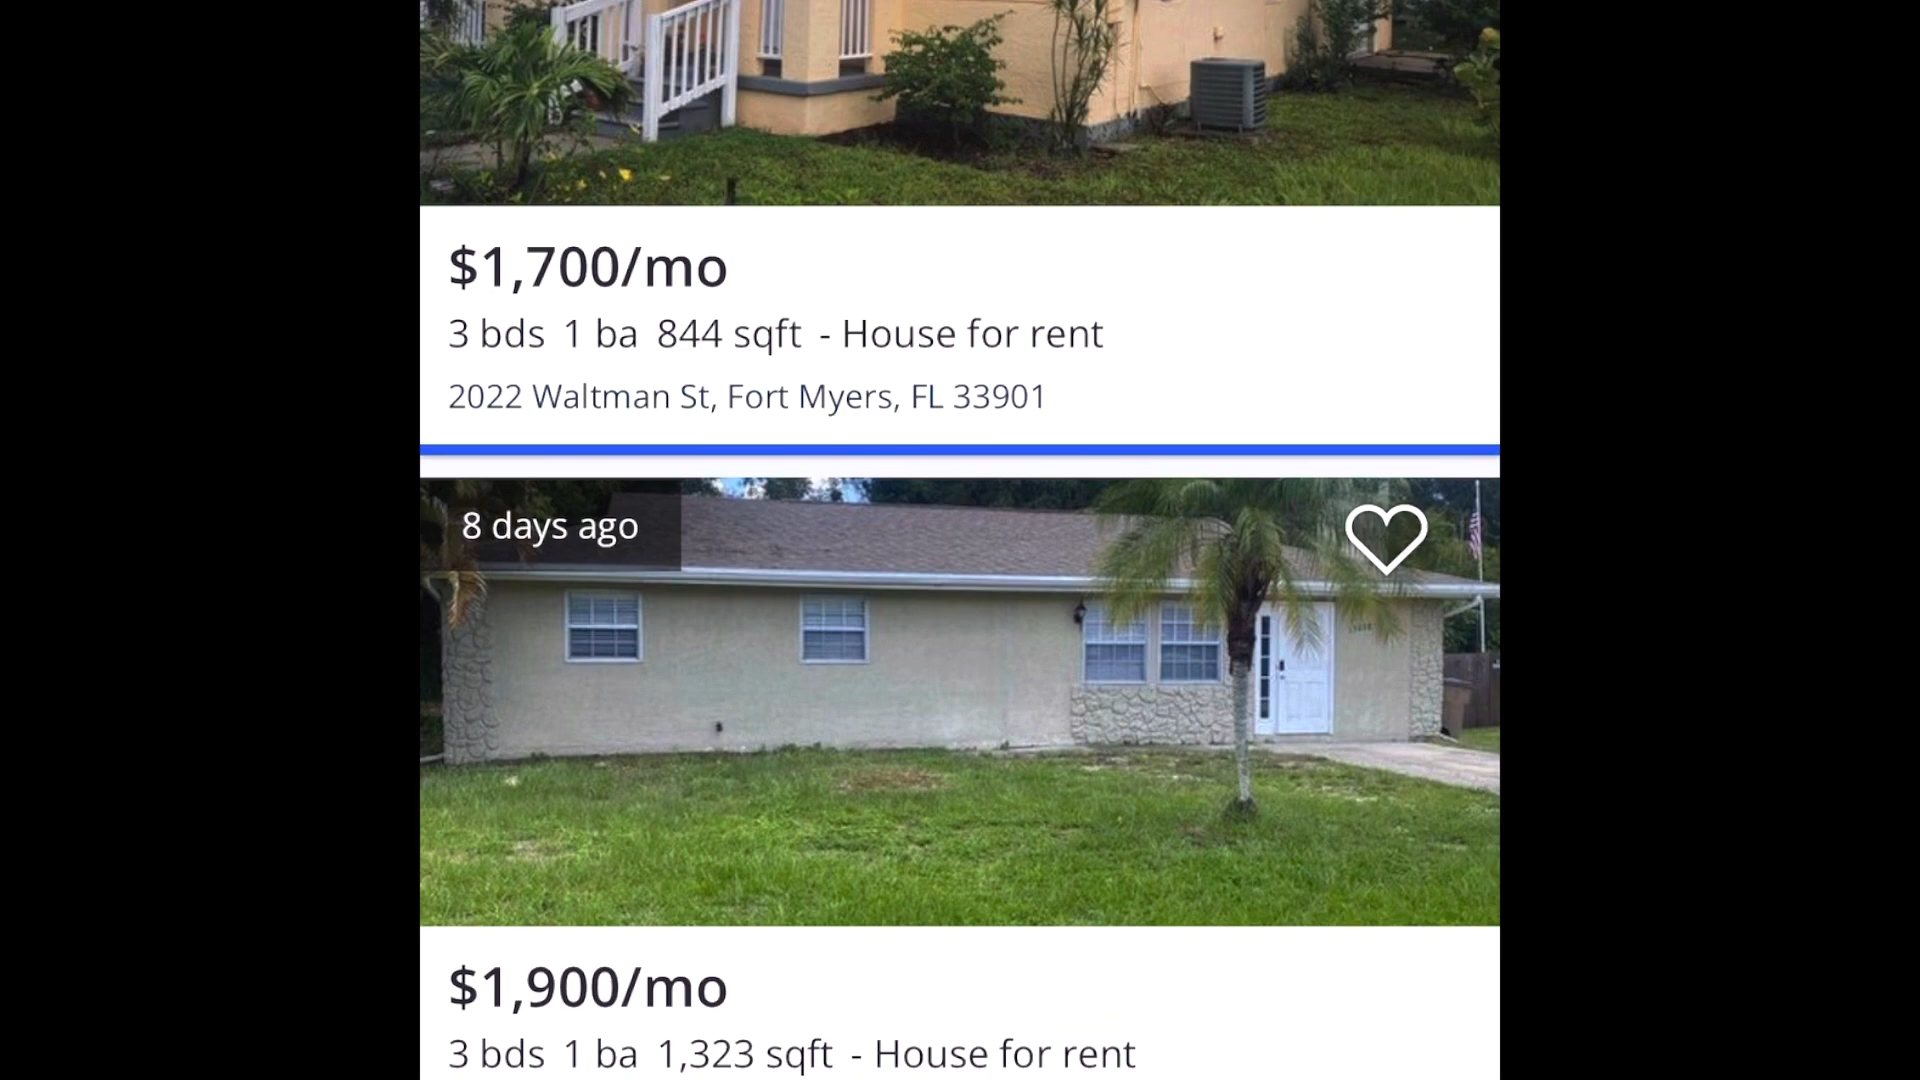 $1,700/mo
3 bds 1 ba 844 sqft - House for rent
2022 Waltman St, Fort Myers, FL 33901
8 days ago
$1,900/mo
3 bds 1 ba 1,323 sqft - House for rent